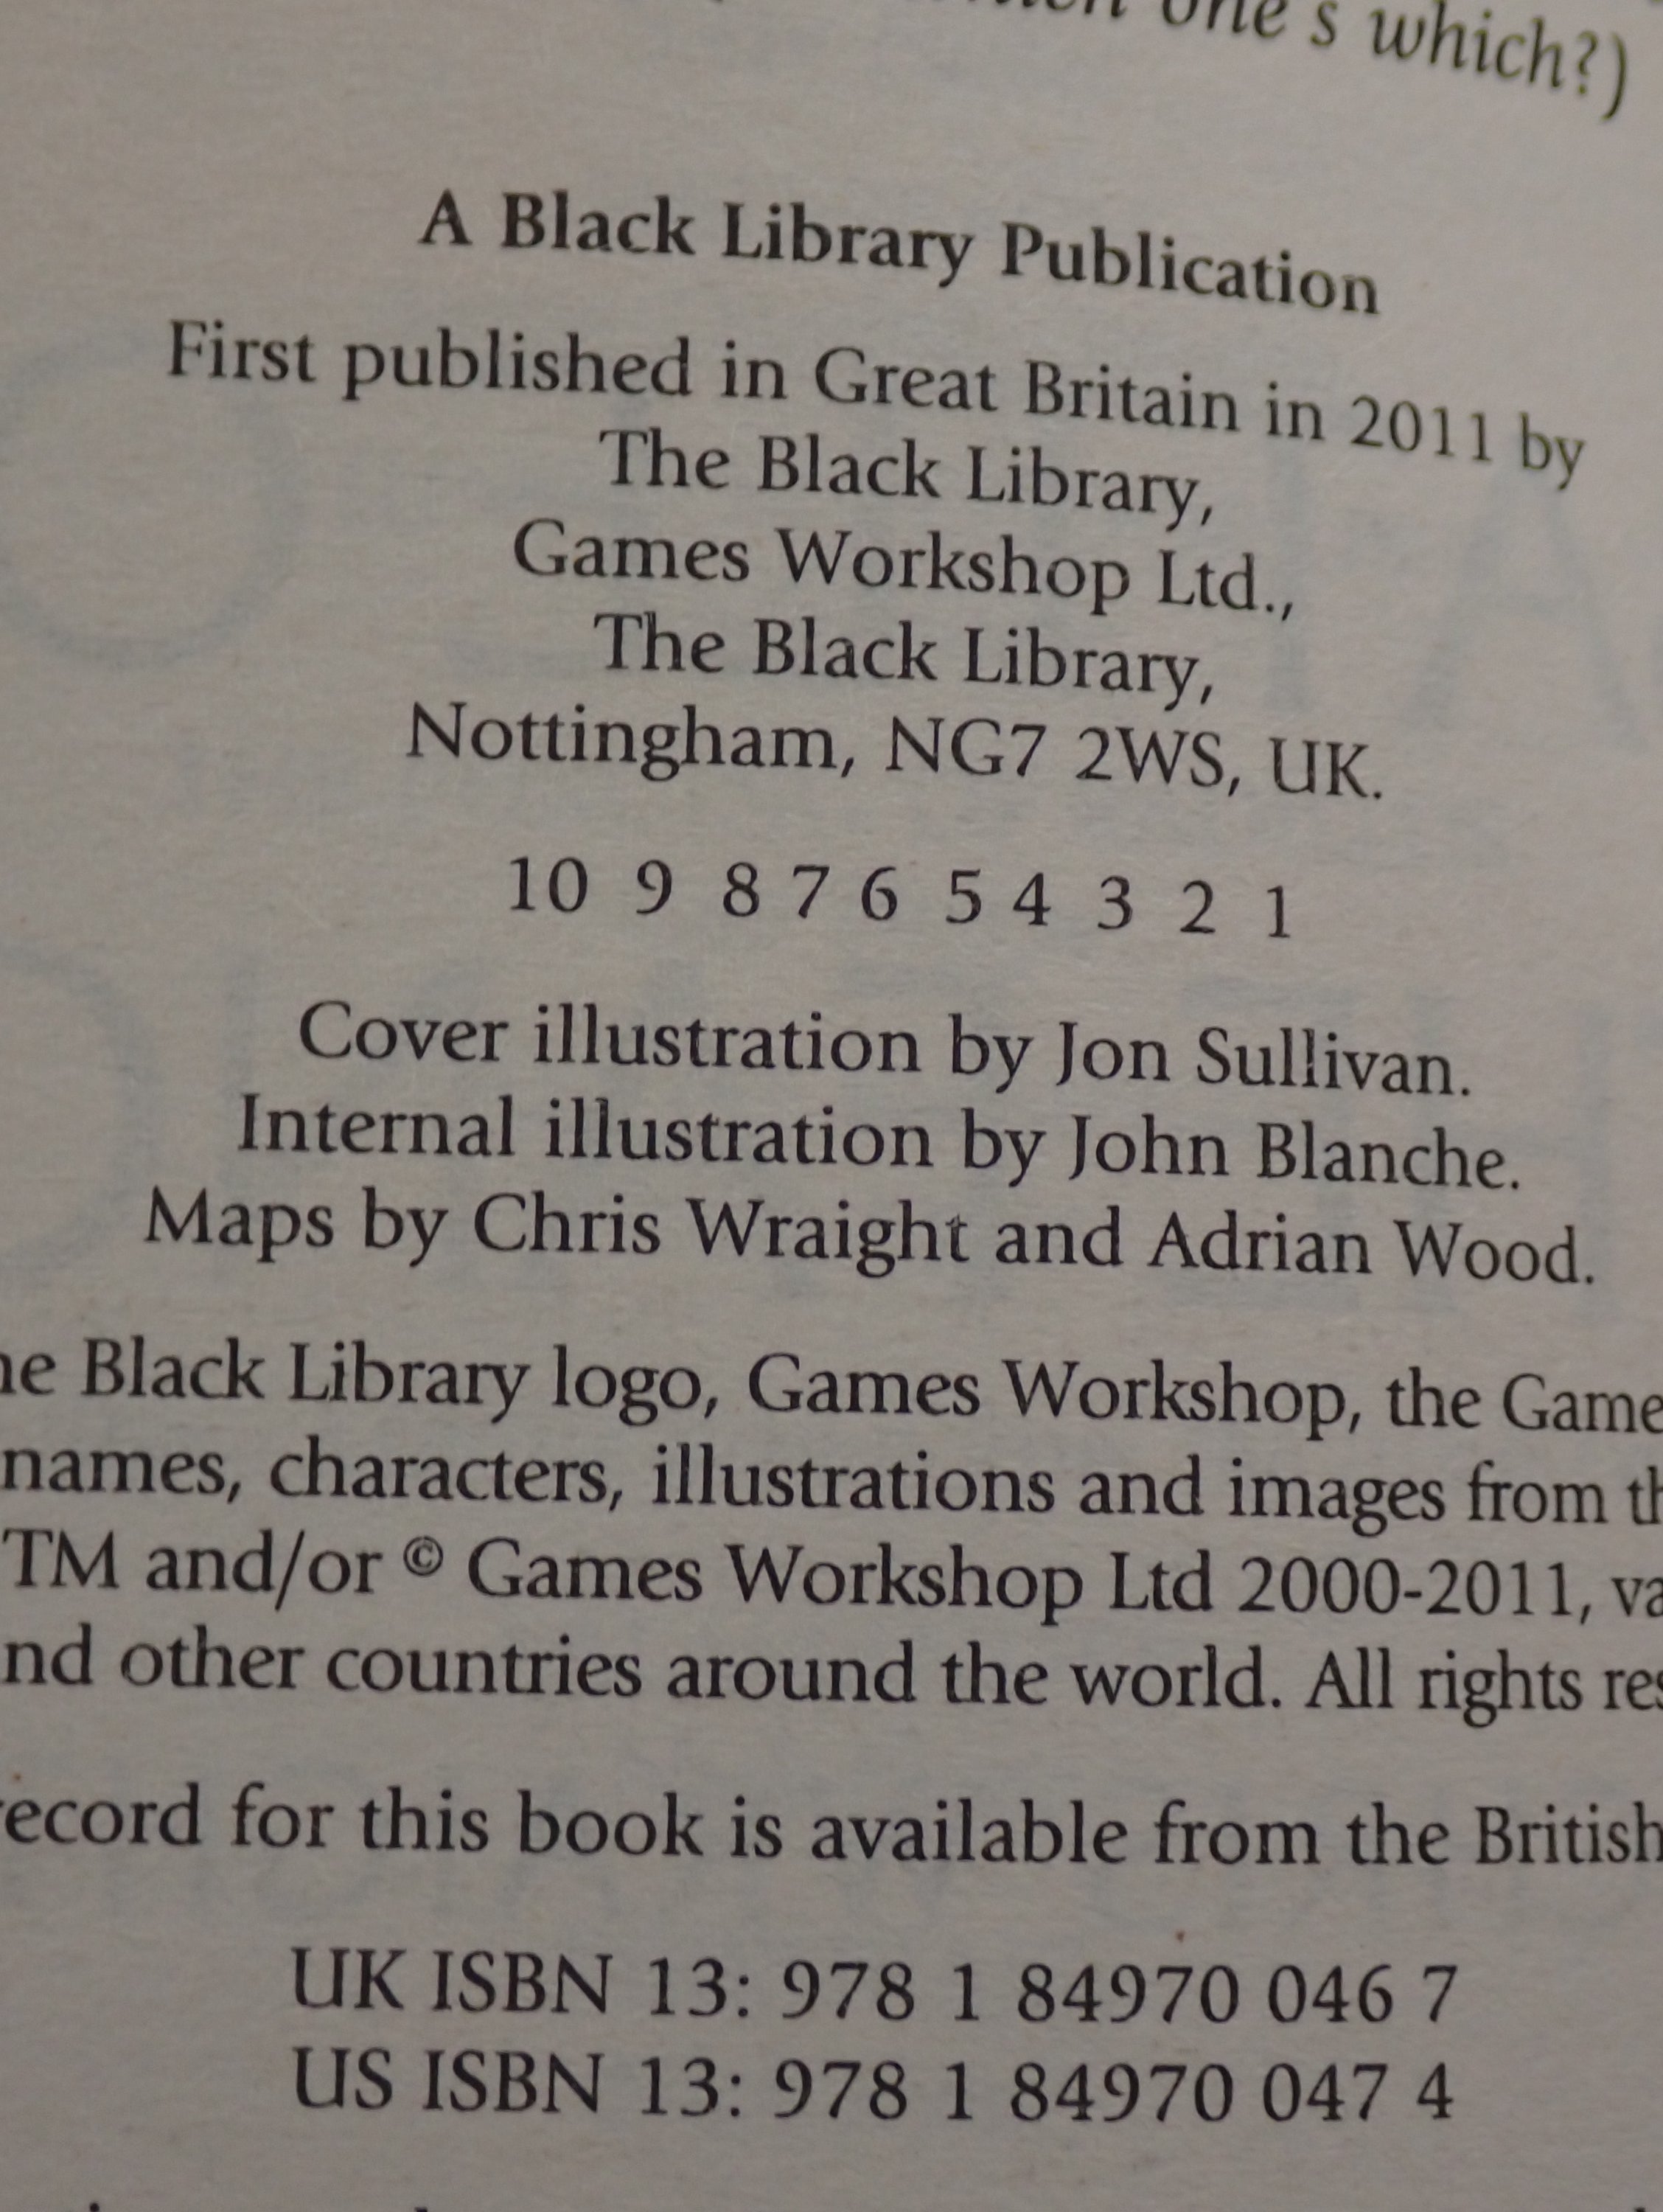 one's which?)
A Black Library Publication
First published in Great Britain in 2011 by
The Black Library,
Games Workshop Ltd.,
The Black Library,
Nottingham, NG7 2WS, UK.
10 9 8 7 6 5 4 3 2 1
Cover illustration by Jon Sullivan.
Internal illustration by John Blanche.
Maps by Chris Wraight and Adrian Wood.
Black Library logo, Games Workshop, the Game
names, characters, illustrations and images from th
TM and/or © Games Workshop Ltd 2000-2011, va
nd other countries around the world. All rights res
ecord for this book is available from the British
UK ISBN 13: 978 1 84970 046 7
US ISBN 13: 978 1 84970 047 4